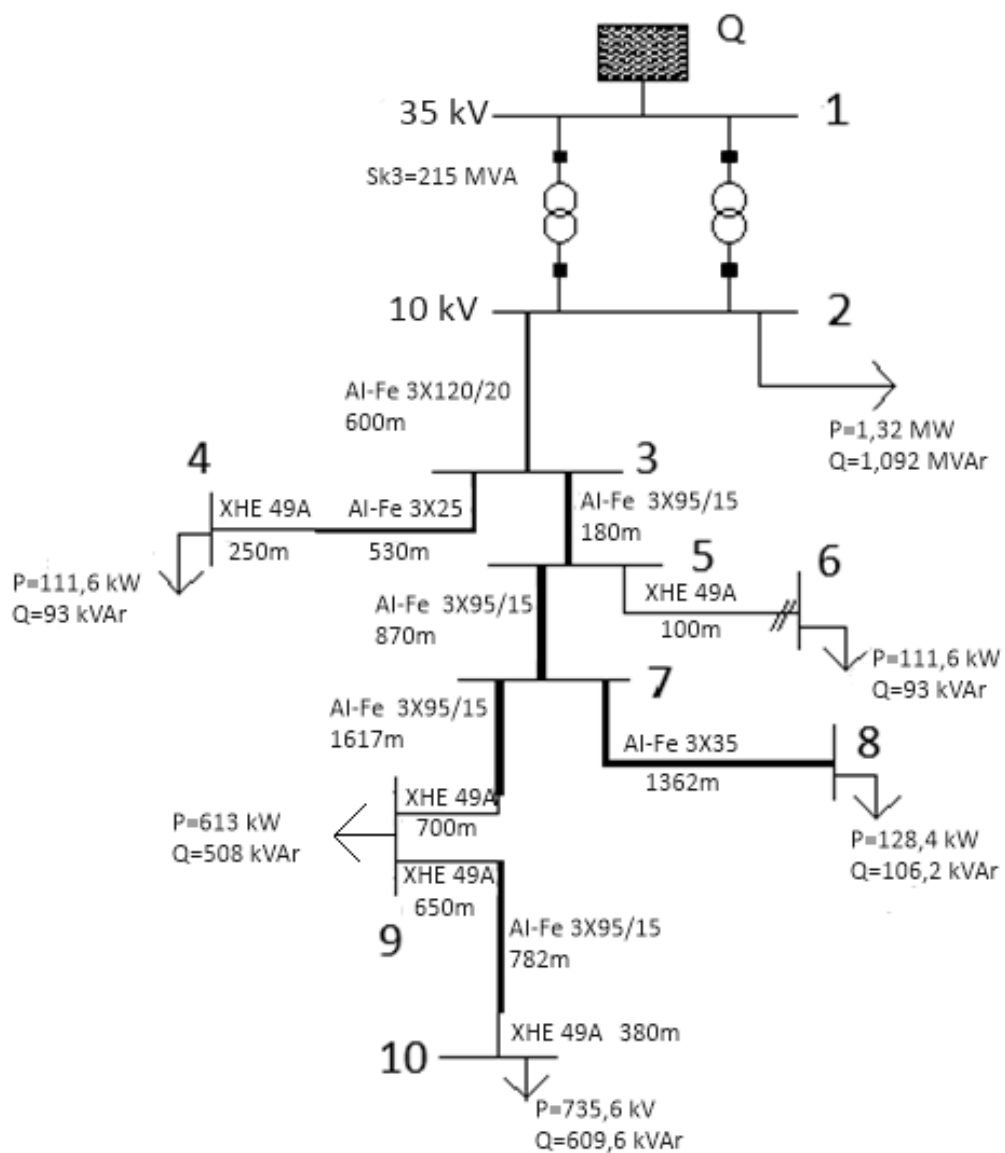 Q
35 kV
1
Sk3=215 MVA
10 kV
2
Al-Fe 3X120/20
600m
P=1,32 MW
Q=1,092 MVAr
4
3
XHE 49A
250m
Al-Fe 3X25
530m
Al-Fe 3X95/15
180m
P=111,6 kW
Q=93 kVAr
5
6
Al-Fe 3X95/15
870m
XHE 49A
100m
P=111,6 kW
Q=93 kVAr
7
Al-Fe 3X95/15
1617m
8
Al-Fe 3X35
1362m
XHE 49A
700m
P=613 kW
Q=508 kVAr
P=128,4 kW
Q=106,2 kVAr
XHE 49A
650m
9
Al-Fe 3X95/15
782m
XHE 49A 380m
10
P=735,6 kV
Q=609,6 kVAr